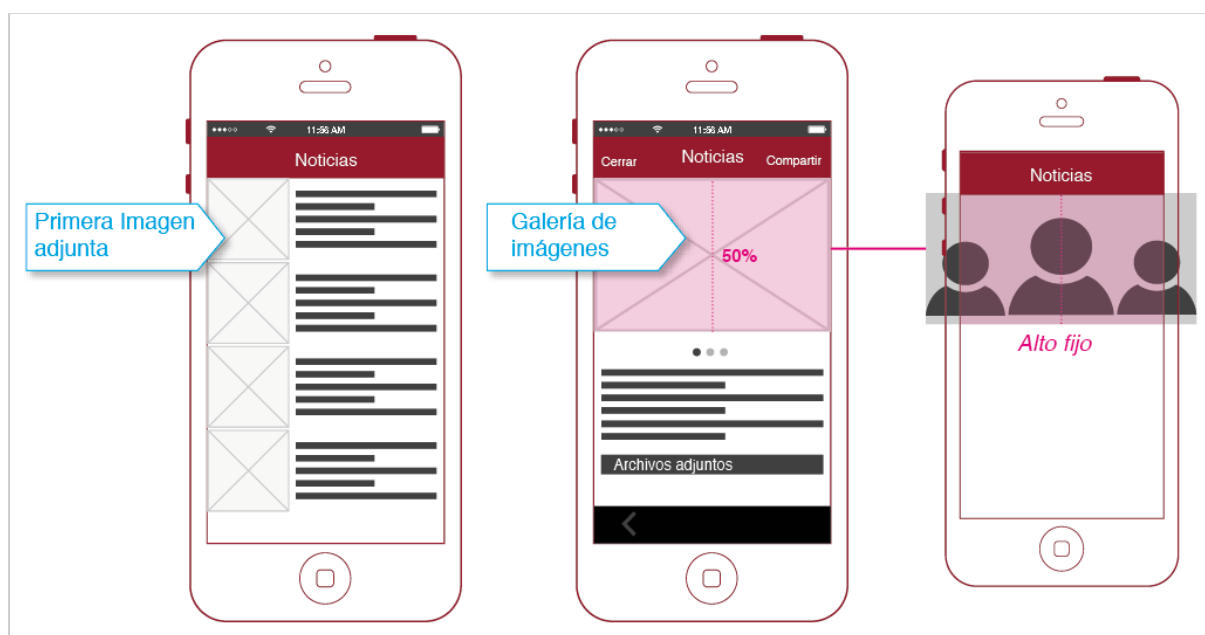 11:56 AM
Noticias
Primera Imagen
adjunta
11:56 AM
Cerrar Noticias Compartir
Galería de
imágenes
50%
Archivos adjuntos
Noticias
Alto fijo